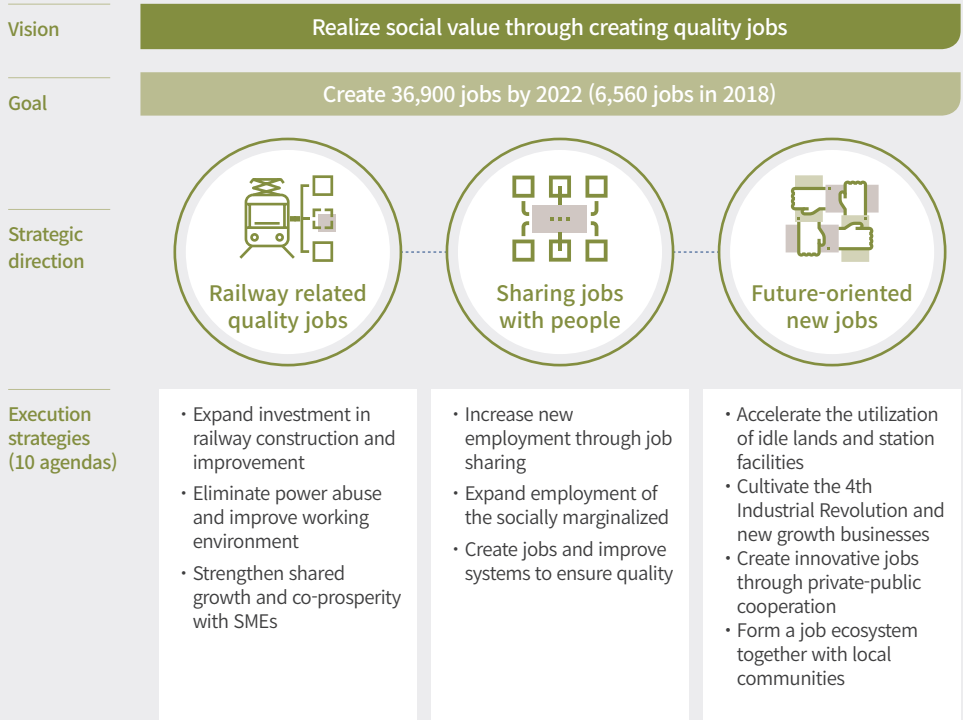 Vision
Realize social value through creating quality jobs
Goal
Create 36,900 jobs by 2022 (6,560 jobs in 2018)
Strategic
direction
Railway related
quality jobs
Sharing jobs
with people
Future-oriented
new jobs
Execution
strategies
(10 agendas)
・Expand investment in
railway construction and
improvement
・Eliminate power abuse
and improve working
environment
・Strengthen shared
growth and co-prosperity
with SMEs
・Increase new
employment through job
sharing
・Expand employment of
the socially marginalized
・Create jobs and improve
systems to ensure quality
・Accelerate the utilization
of idle lands and station
facilities
・Cultivate the 4th
Industrial Revolution and
new growth businesses
・Create innovative jobs
through private-public
cooperation
・Form a job ecosystem
together with local
communities